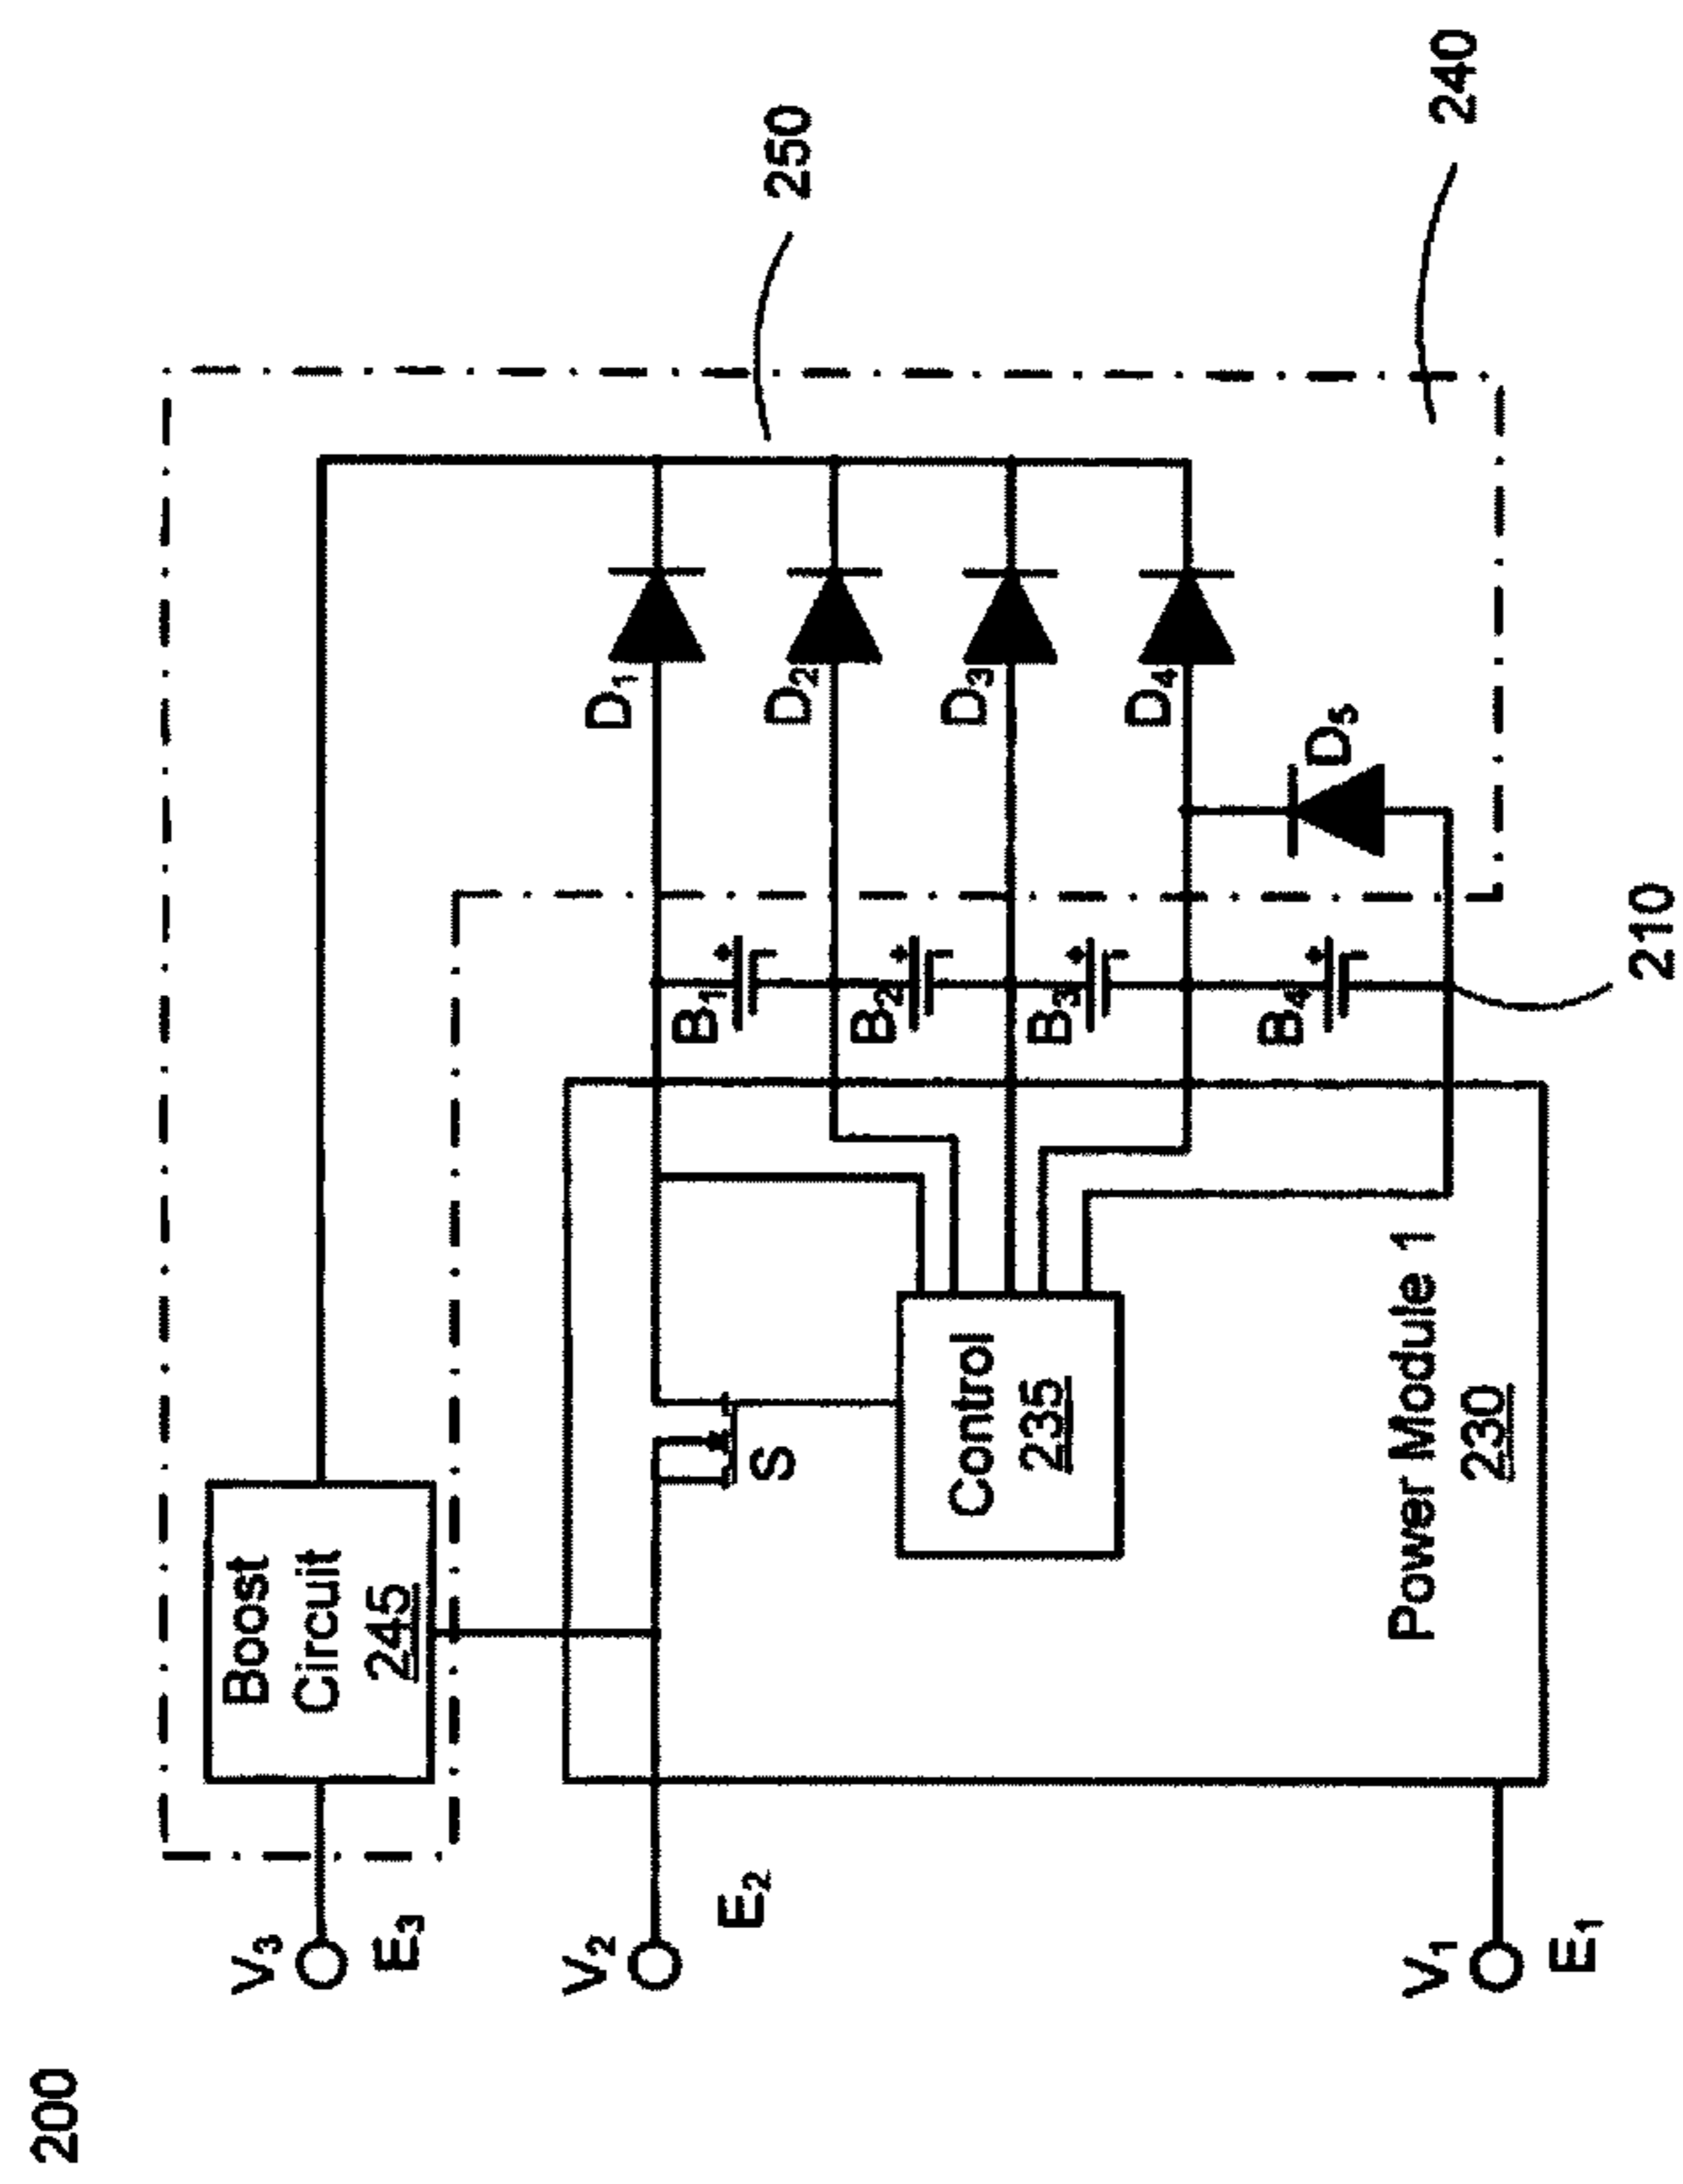 200
V3
E3
V2
E2
V1
E1
Boost
Circuit
245
S
Control
235
Power Module 1
230
B1
B2
B3
B4
210
D1
D2
D3
D4
D5
250
240